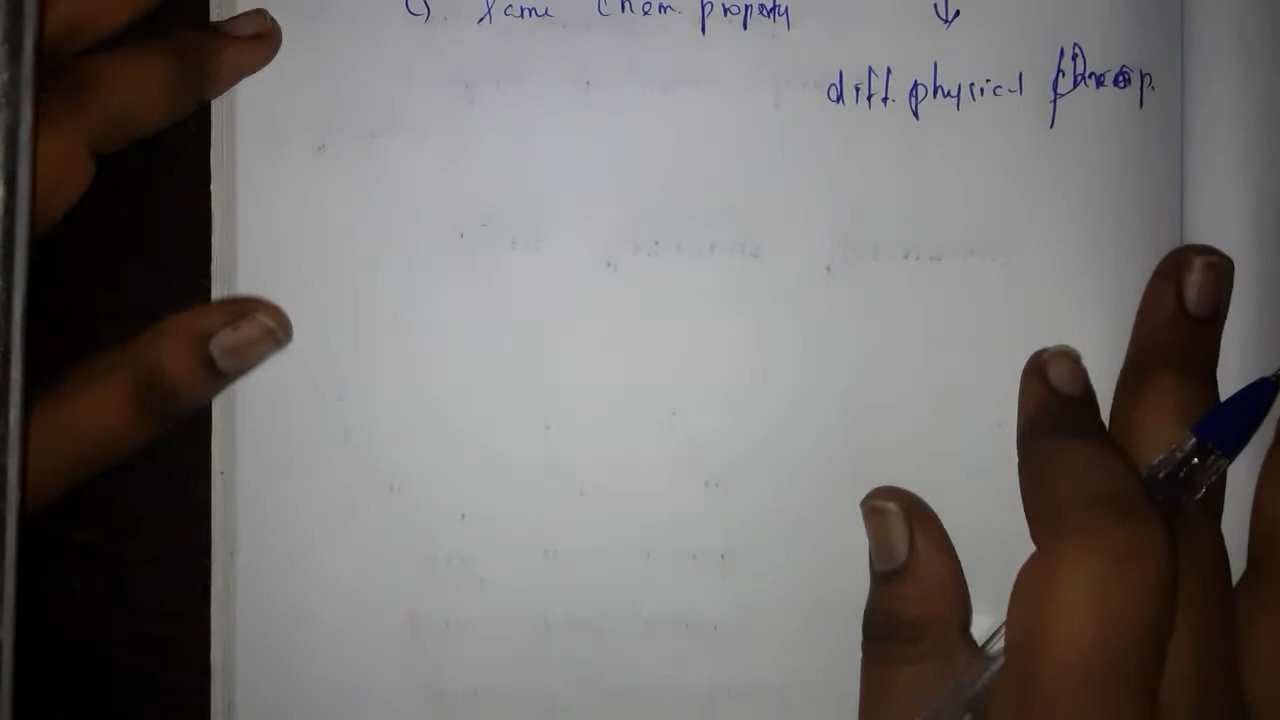 c). Same Chem. property ↓
diff. physical Prop.